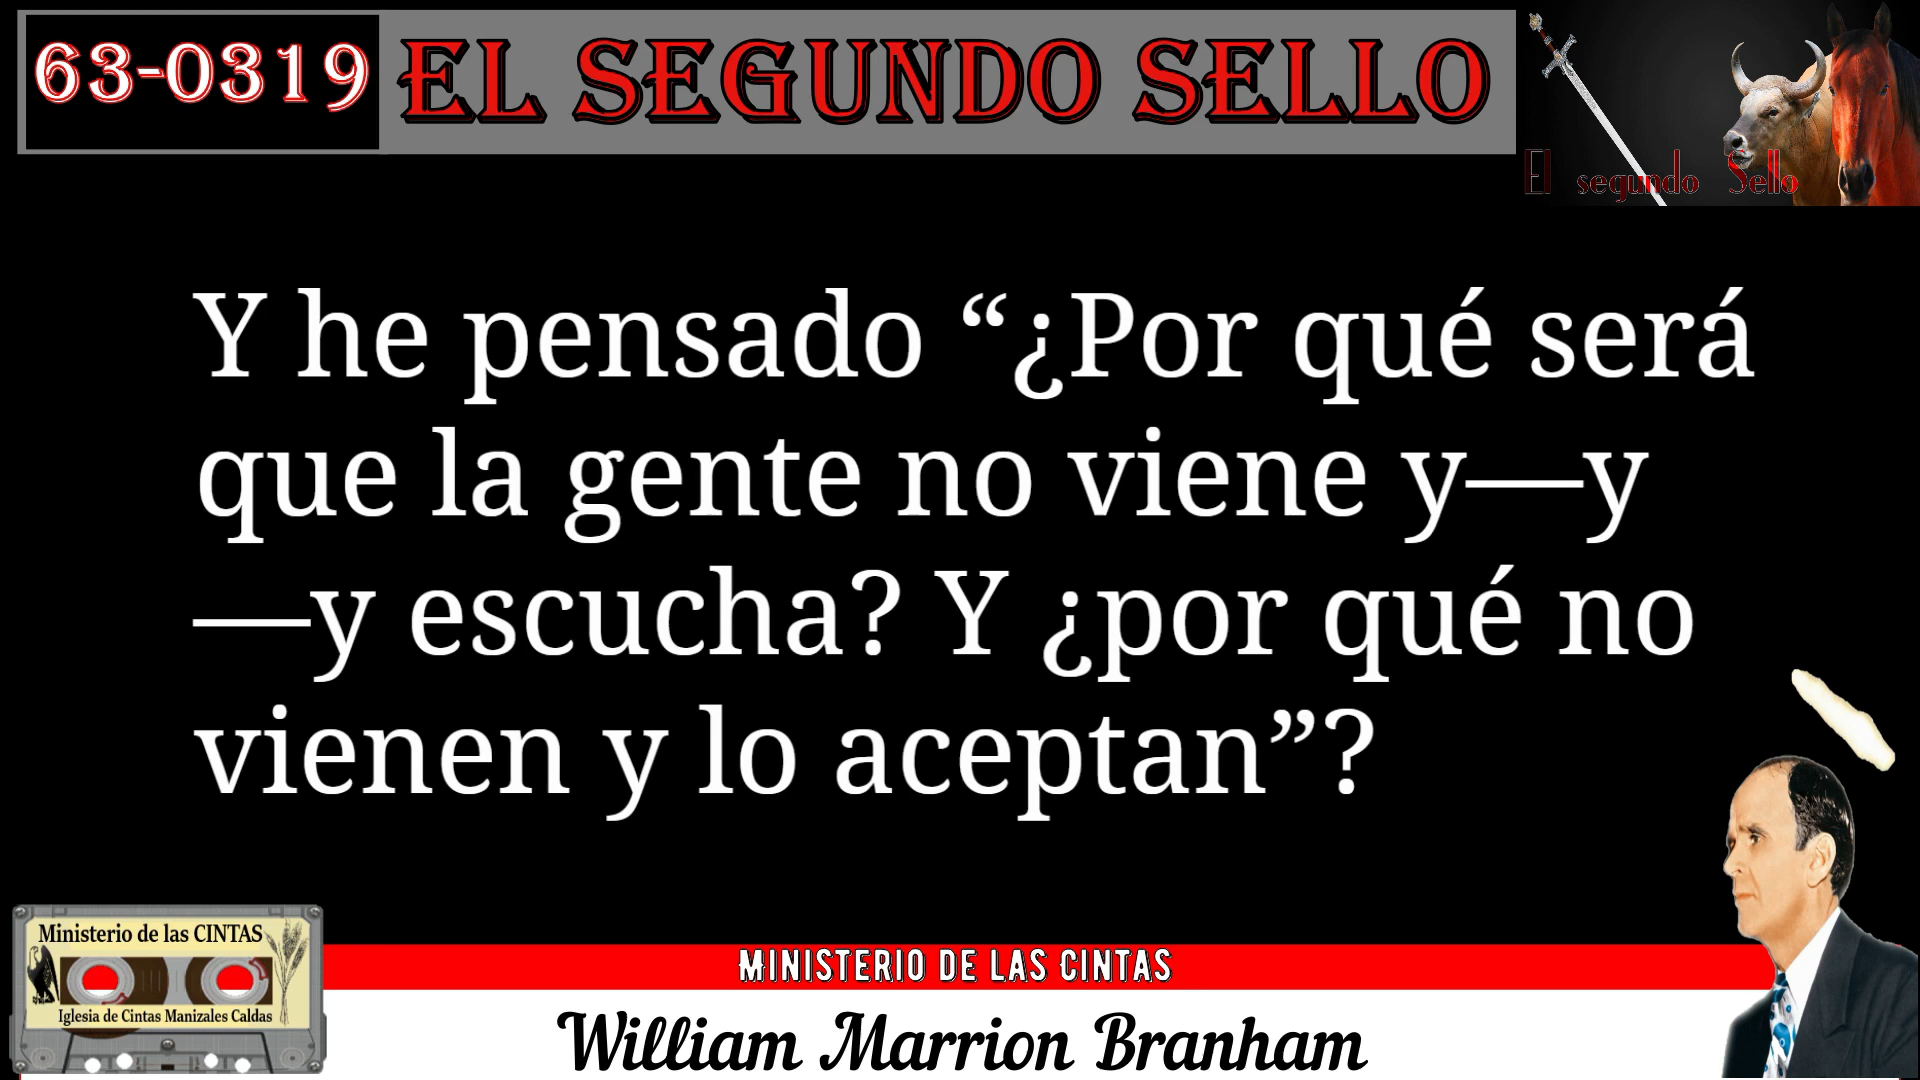 63-0319 EL SEGUNDO SELLO
El segundo Sello
Y he pensado “¿Por qué será
que la gente no viene y—y
—y escucha? Y ¿por qué no
vienen y lo aceptan”?
Ministerio de las CINTAS
Iglesia de Cintas Manizales Caldas
MINISTERIO DE LAS CINTAS
William Marrion Branham